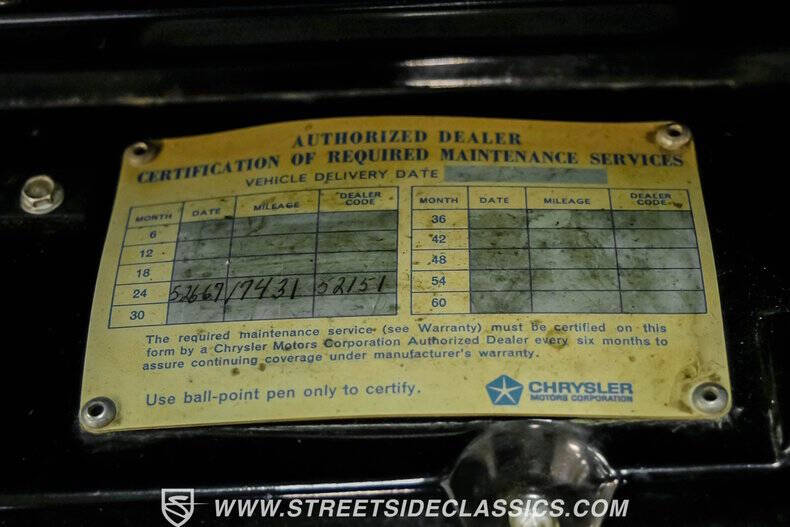 AUTHORIZED DEALER
CERTIFICATION OF REQUIRED MAINTENANCE SERVICES
VEHICLE DELIVERY DATE
MONTH DATE MILEAGE DEALER CODE
6
12
18
24 52669 17431 52151
30
MONTH DATE MILEAGE DEALER CODE
36
42
48
54
60
The required maintenance service (see Warranty) must be certified on this
form by a Chrysler Motors Corporation Authorized Dealer every six months to
assure continuing coverage under manufacturer's warranty.
Use ball-point pen only to certify.
CHRYSLER
MOTORS CORPORATION
WWW.STREETSIDECLASSICS.COM